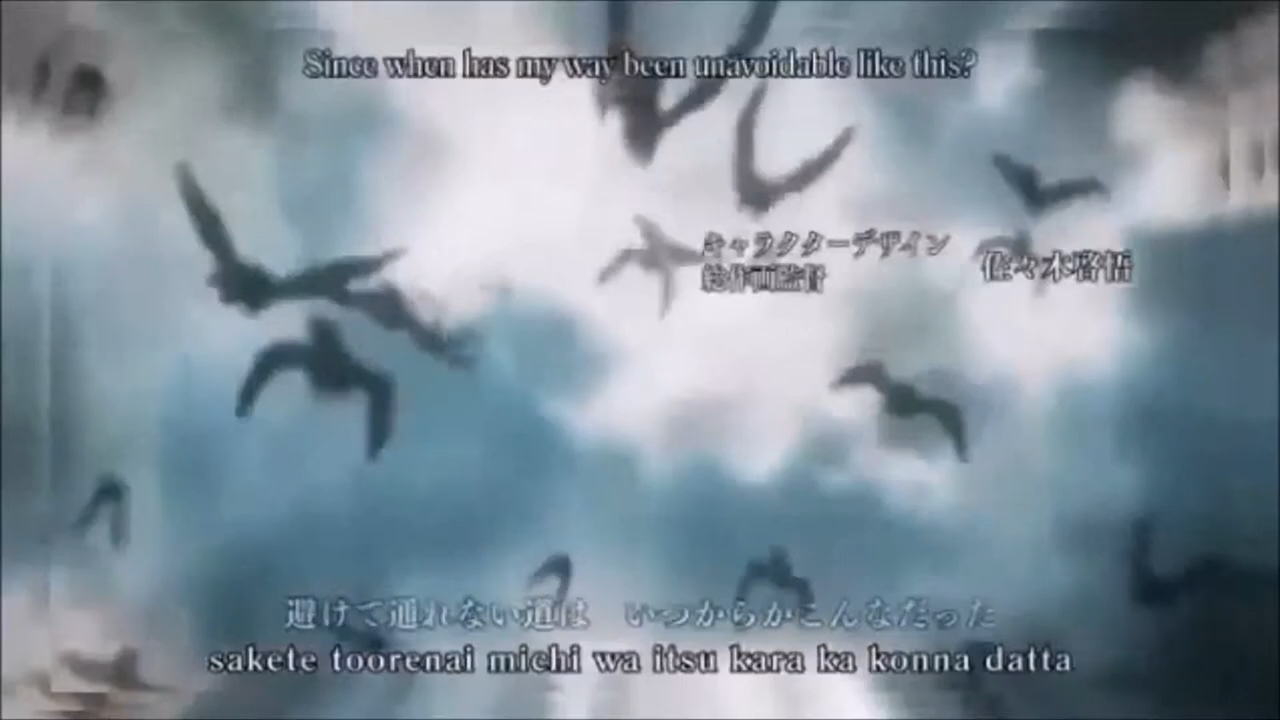 Since when has my way been unavoidable like this?
キャラクターデザイン
総作画監督
佐々木啓悟
避けて通れない道は いつからかこんなだった
sakete toorenai michi wa itsu kara ka konna datta